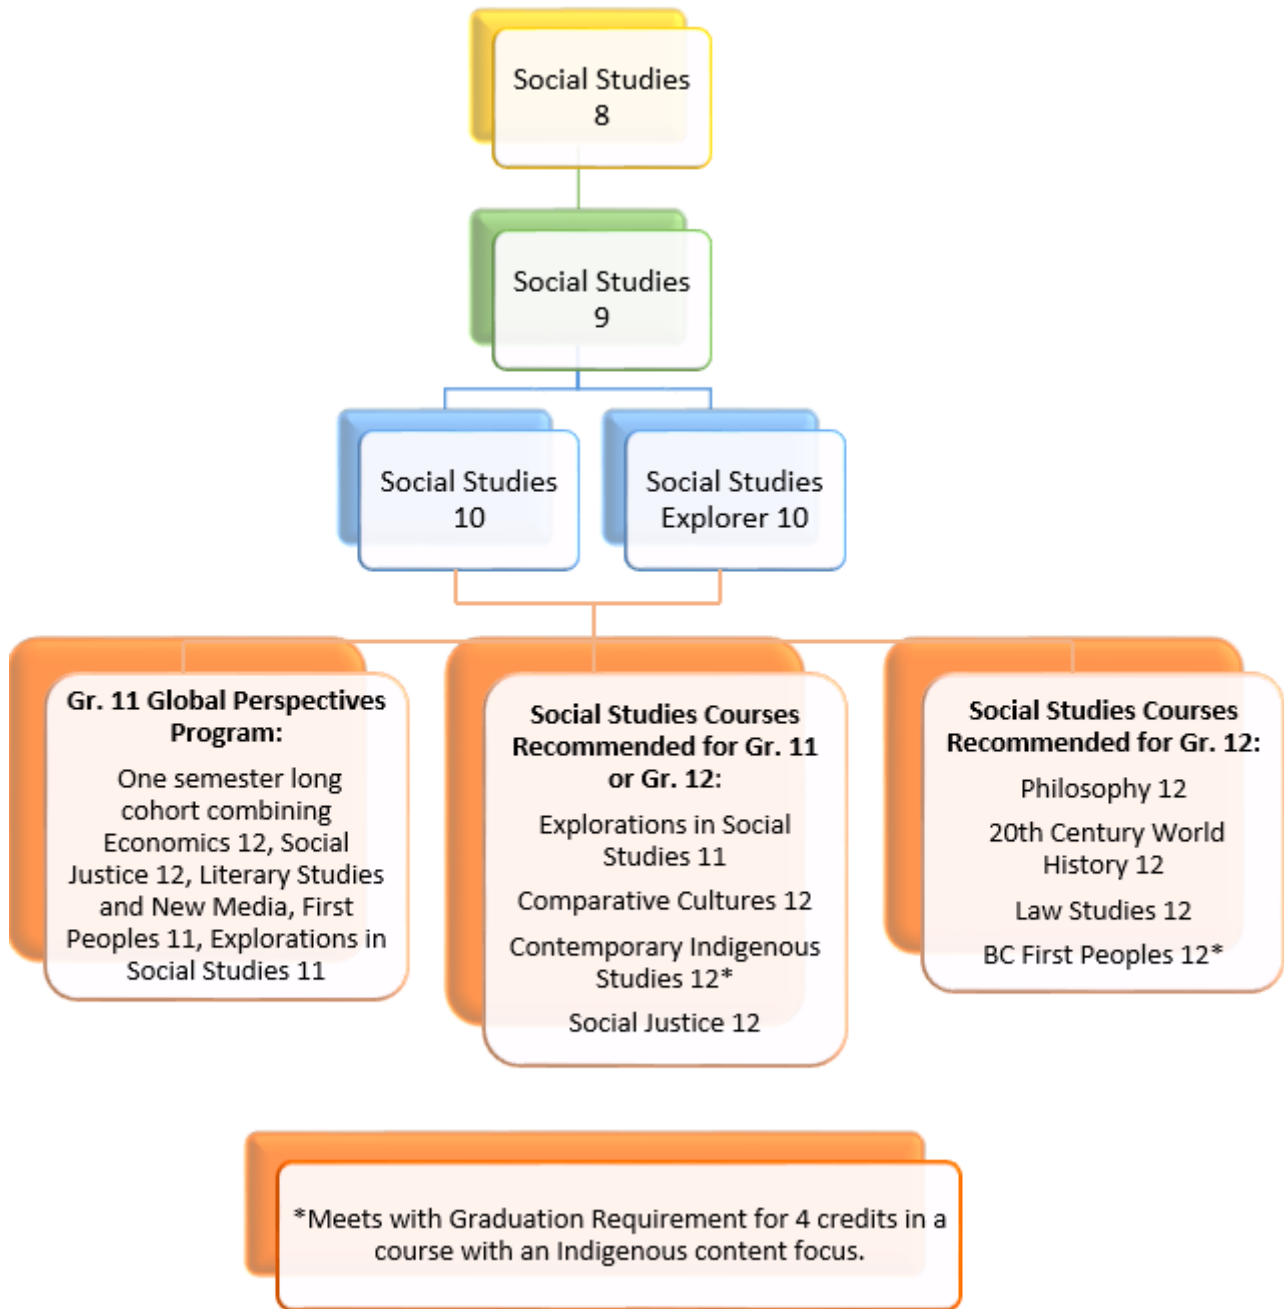 Social Studies
8
Social Studies
9
Social Studies
10
Social Studies
Explorer 10
Gr. 11 Global Perspectives
Program:
One semester long
cohort combining
Economics 12, Social
Justice 12, Literary Studies
and New Media, First
Peoples 11, Explorations in
Social Studies 11
Social Studies Courses
Recommended for Gr. 11
or Gr. 12:
Explorations in Social
Studies 11
Comparative Cultures 12
Contemporary Indigenous
Studies 12*
Social Justice 12
Social Studies Courses
Recommended for Gr. 12:
Philosophy 12
20th Century World
History 12
Law Studies 12
BC First Peoples 12*
*Meets with Graduation Requirement for 4 credits in a
course with an Indigenous content focus.